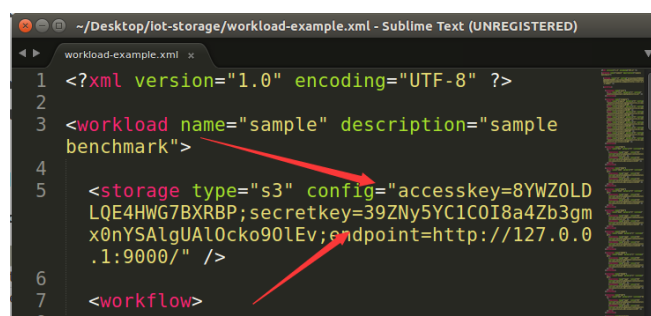 ~/Desktop/iot-storage/workload-example.xml - Sublime Text (UNREGISTERED)
workload-example.xml ×
1 <?xml version="1.0" encoding="UTF-8" ?>
2
3 <workload name="sample" description="sample
benchmark">
4
5 <storage type="s3" config="accesskey=8YWZOLD
LQE4HWG7BXRBP;secretkey=39ZNy5YC1COI8a4Zb3gm
x0nYSAlgUAlOcko9OlEv;endpoint=http://127.0.0
.1:9000/" />
6
7 <workflow>